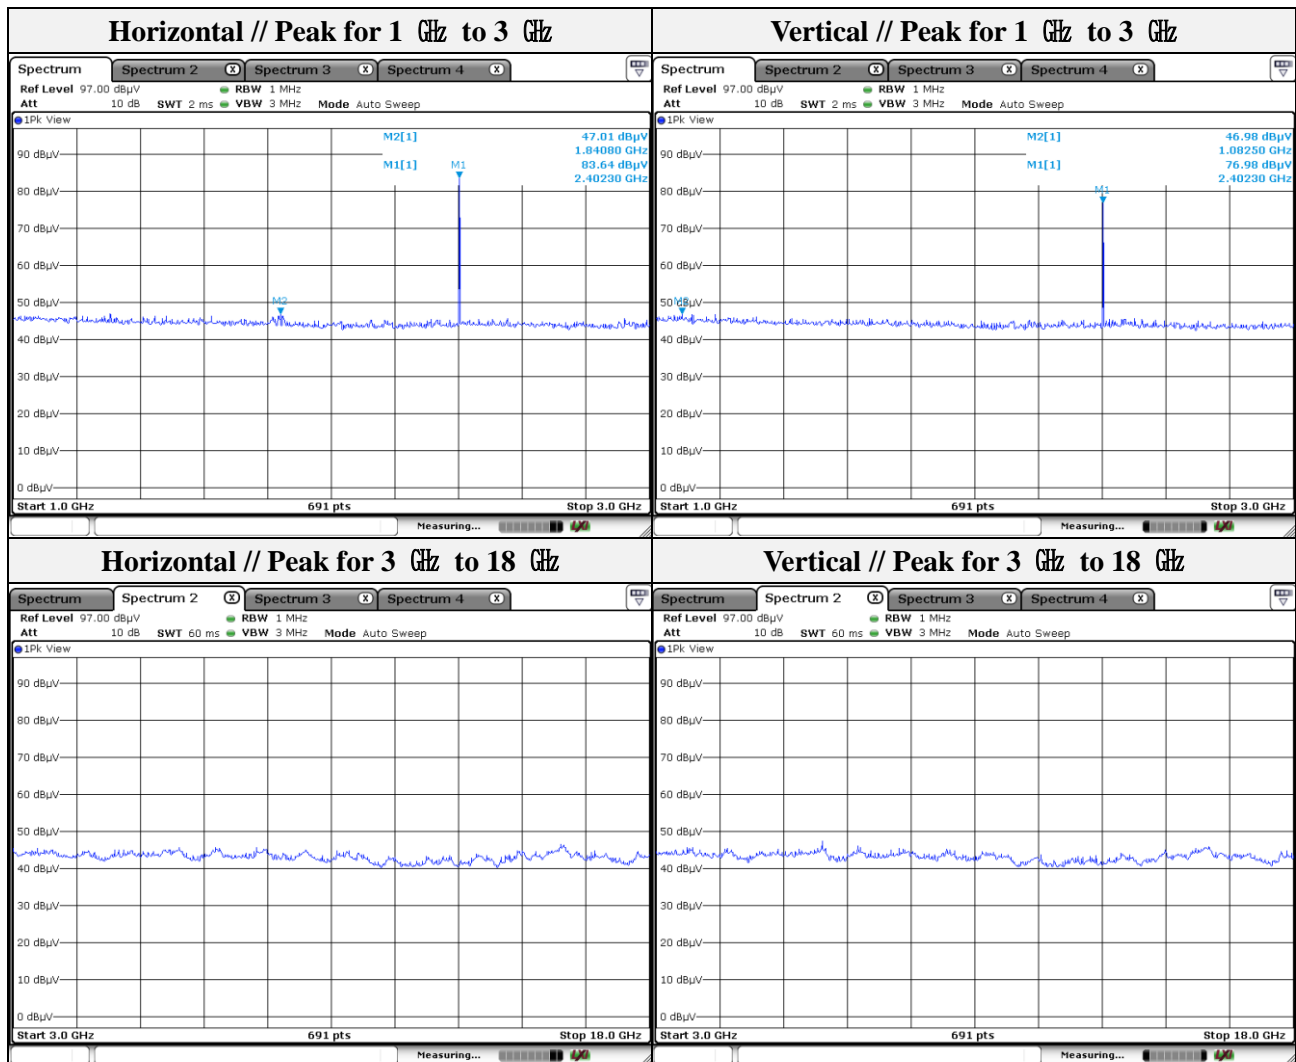 Horizontal // Peak for 1 ㎓ to 3 ㎓
Spectrum Spectrum 2 X Spectrum 3 X Spectrum 4 X
Ref Level 97.00 dBµV RBW 1 MHz
Att 10 dB SWT 2 ms VBW 3 MHz Mode Auto Sweep
1Pk View
M2[1] 47.01 dBµV
1.84080 GHz
M1[1] 83.64 dBµV
2.40230 GHz
M1
M2
90 dBµV
80 dBµV
70 dBµV
60 dBµV
50 dBµV
40 dBµV
30 dBµV
20 dBµV
10 dBµV
0 dBµV
Start 1.0 GHz 691 pts Stop 3.0 GHz
Measuring... LXI
Vertical // Peak for 1 ㎓ to 3 ㎓
Spectrum Spectrum 2 X Spectrum 3 X Spectrum 4 X
Ref Level 97.00 dBµV RBW 1 MHz
Att 10 dB SWT 2 ms VBW 3 MHz Mode Auto Sweep
1Pk View
M2[1] 46.98 dBµV
1.08250 GHz
M1[1] 76.98 dBµV
2.40230 GHz
M1
M2
90 dBµV
80 dBµV
70 dBµV
60 dBµV
50 dBµV
40 dBµV
30 dBµV
20 dBµV
10 dBµV
0 dBµV
Start 1.0 GHz 691 pts Stop 3.0 GHz
Measuring... LXI
Horizontal // Peak for 3 ㎓ to 18 ㎓
Spectrum Spectrum 2 X Spectrum 3 X Spectrum 4 X
Ref Level 97.00 dBµV RBW 1 MHz
Att 10 dB SWT 60 ms VBW 3 MHz Mode Auto Sweep
1Pk View
90 dBµV
80 dBµV
70 dBµV
60 dBµV
50 dBµV
40 dBµV
30 dBµV
20 dBµV
10 dBµV
0 dBµV
Start 3.0 GHz 691 pts Stop 18.0 GHz
Measuring... LXI
Vertical // Peak for 3 ㎓ to 18 ㎓
Spectrum Spectrum 2 X Spectrum 3 X Spectrum 4 X
Ref Level 97.00 dBµV RBW 1 MHz
Att 10 dB SWT 60 ms VBW 3 MHz Mode Auto Sweep
1Pk View
90 dBµV
80 dBµV
70 dBµV
60 dBµV
50 dBµV
40 dBµV
30 dBµV
20 dBµV
10 dBµV
0 dBµV
Start 3.0 GHz 691 pts Stop 18.0 GHz
Measuring... LXI